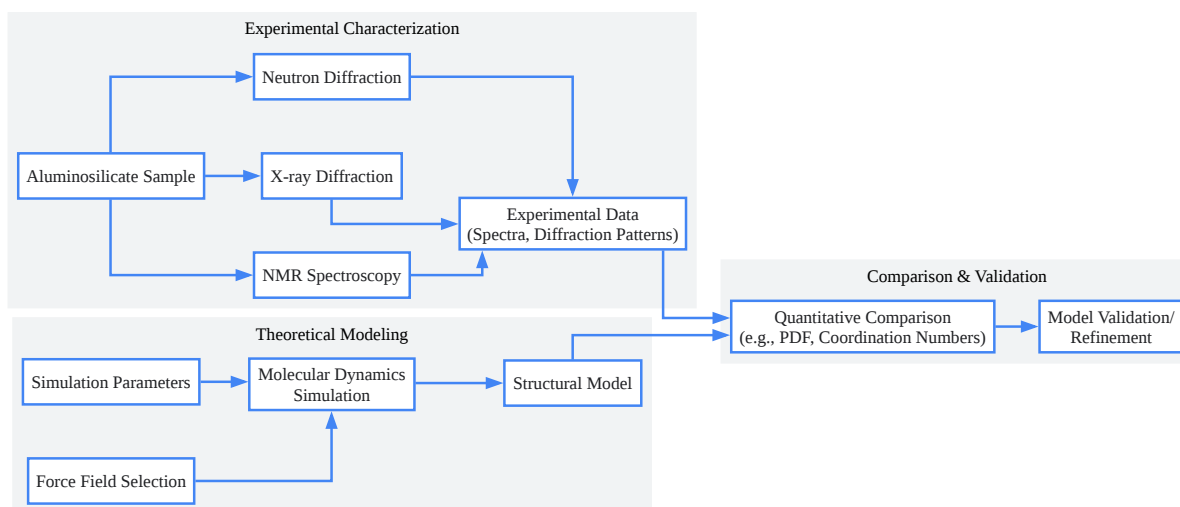 Experimental Characterization
Neutron Diffraction
Aluminosilicate Sample
X-ray Diffraction
Experimental Data
(Spectra, Diffraction Patterns)
NMR Spectroscopy
Theoretical Modeling
Simulation Parameters
Molecular Dynamics
Simulation
Structural Model
Force Field Selection
Comparison & Validation
Quantitative Comparison
(e.g., PDF, Coordination Numbers)
Model Validation/
Refinement